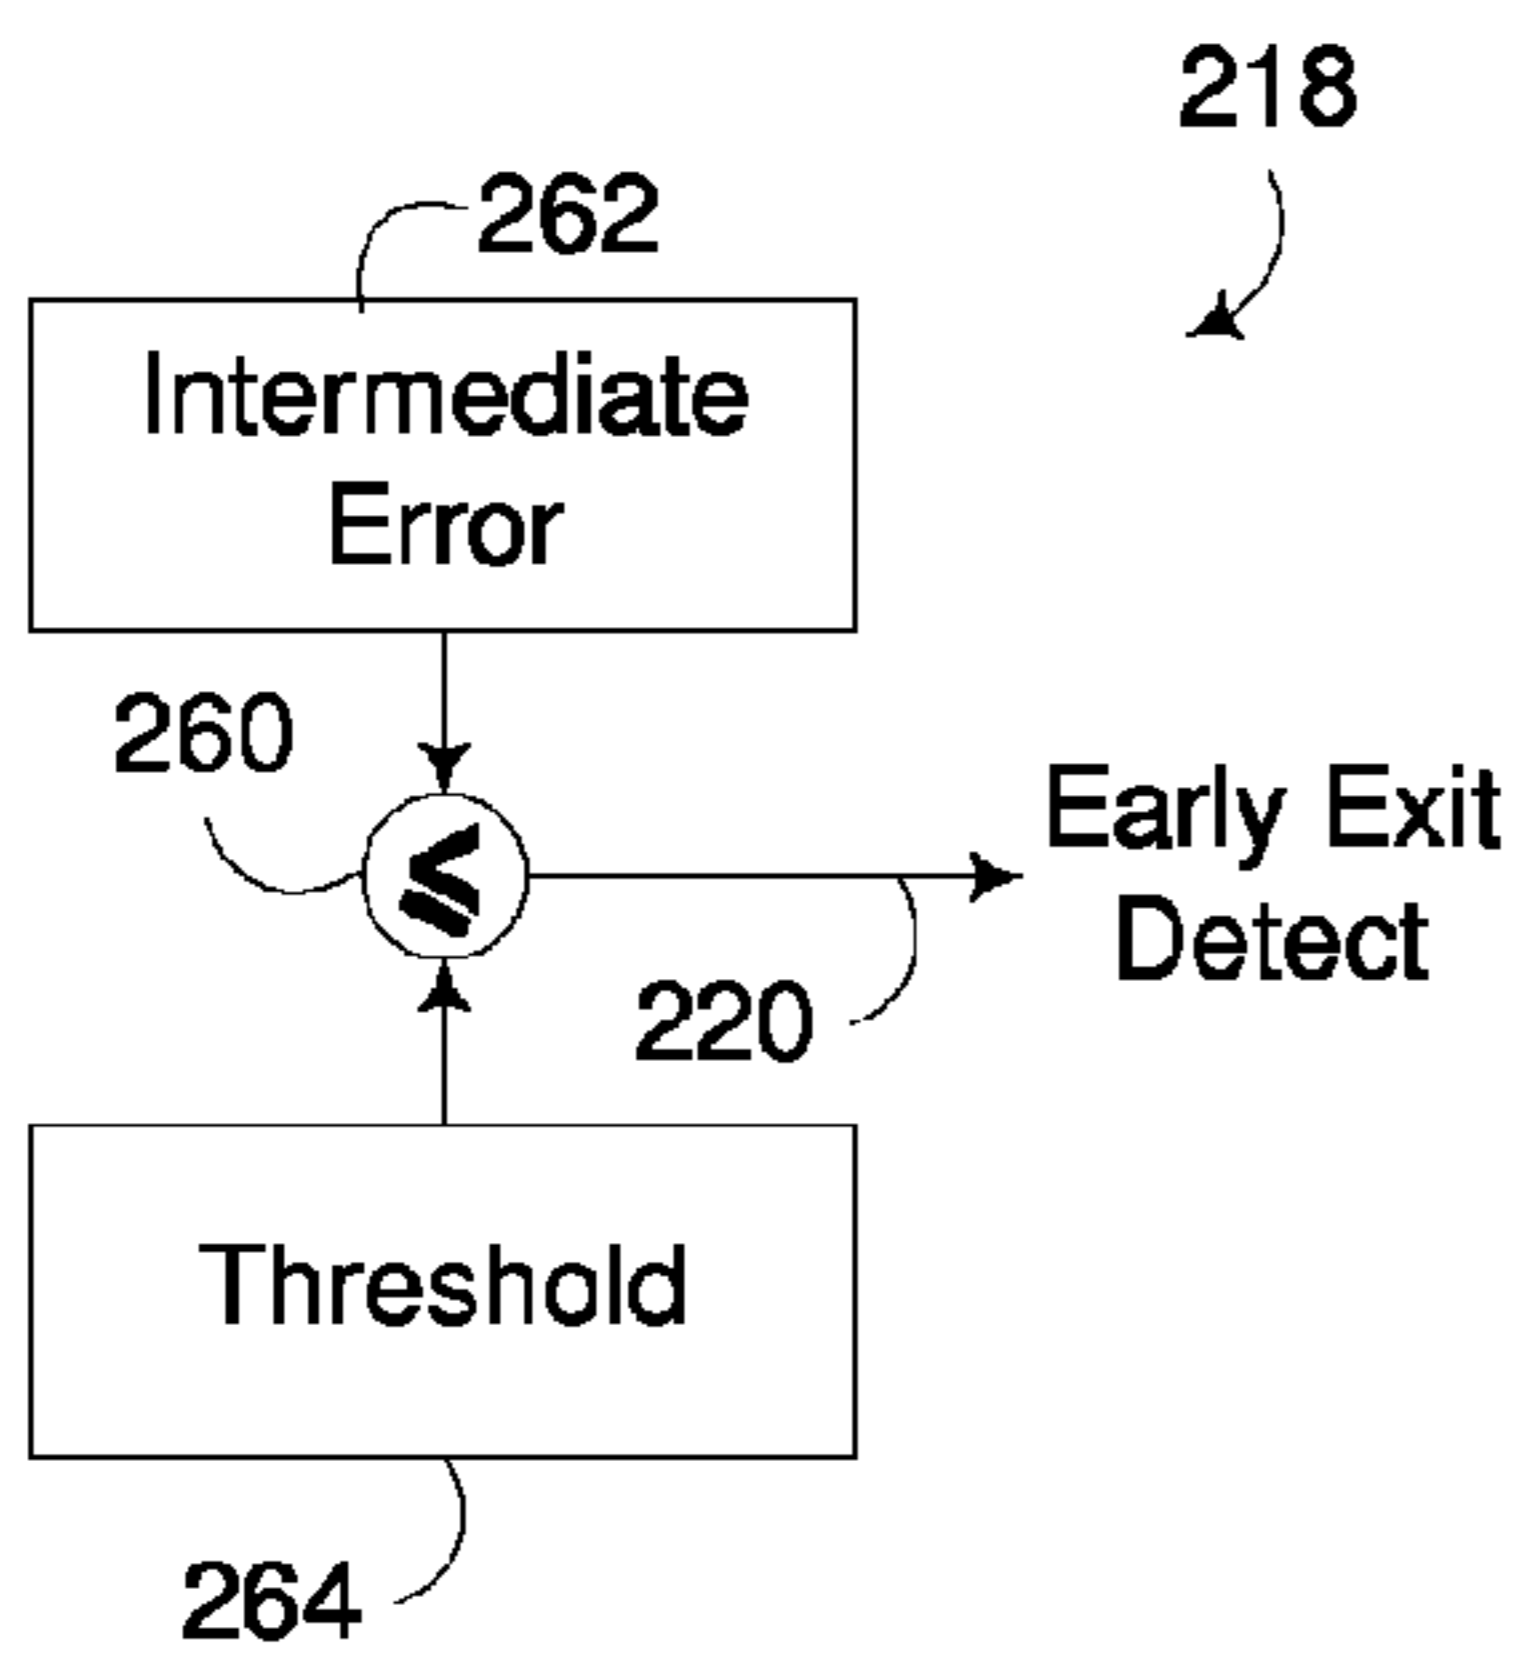 218
262
Intermediate
Error
260
≤
Early Exit
Detect
220
Threshold
264